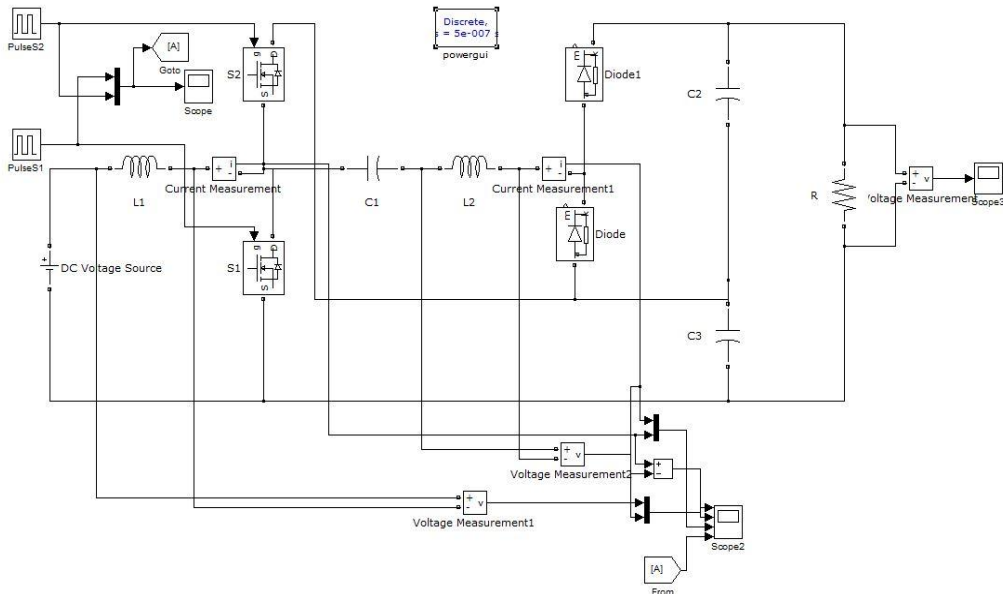 PulseS2
[A]
Goto
Scope
PulseS1
g
S2
S
Discrete,
s = 5e-007 s
powergui
E
Diode1
C2
L1
+
i
Current Measurement
C1
L2
+
i
Current Measurement1
E
Diode
R
+
-
v
Voltage Measurement
Scope3
+
DC Voltage Source
g
S1
S
C3
+
-
v
Voltage Measurement2
+
-
+
-
v
Voltage Measurement1
Scope2
[A]
From